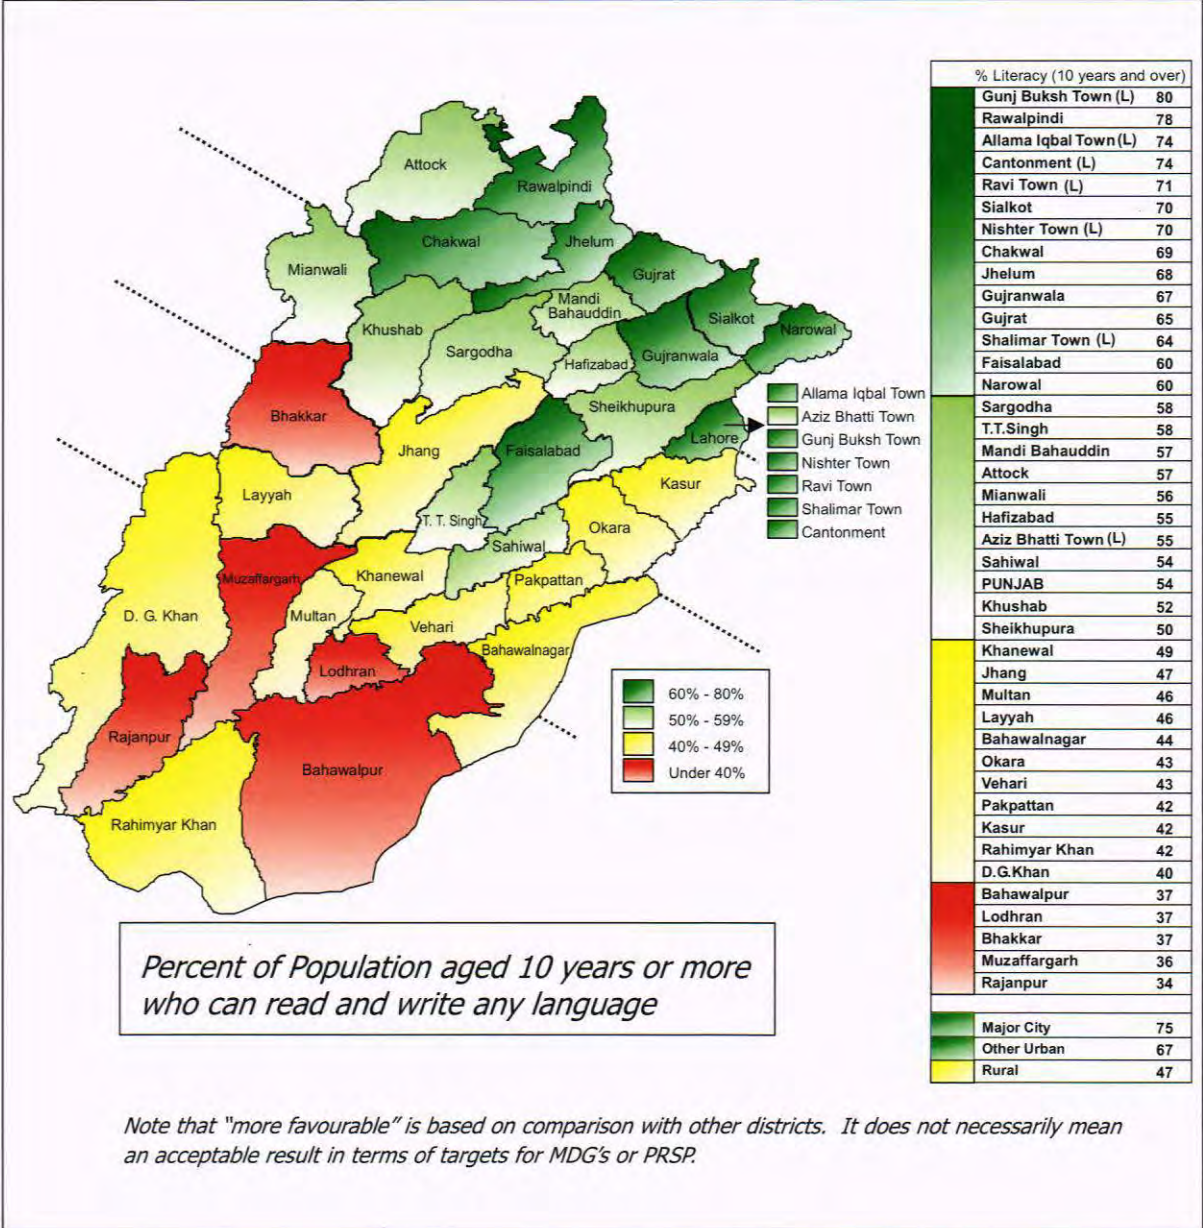 Attock
Rawalpindi
Chakwal
Jhelum
Mianwali
Gujrat
Mandi
Bahauddin
Khushab
Sialkot
Narowal
Sargodha
Hafizabad
Gujranwala
Bhakkar
Sheikhupura
Jhang
Faisalabad
Lahore
Kasur
Layyah
T. T. Singh
Okara
Sahiwal
Muzaffargarh
Khanewal
Pakpattan
D. G. Khan
Multan
Vehari
Bahawalnagar
Lodhran
Rajanpur
Bahawalpur
Rahimyar Khan
Allama Iqbal Town
Aziz Bhatti Town
Gunj Buksh Town
Nishter Town
Ravi Town
Shalimar Town
Cantonment
60% - 80%
50% - 59%
40% - 49%
Under 40%
% Literacy (10 years and over)
Gunj Buksh Town (L) 80
Rawalpindi 78
Allama Iqbal Town (L) 74
Cantonment (L) 74
Ravi Town (L) 71
Sialkot 70
Nishter Town (L) 70
Chakwal 69
Jhelum 68
Gujranwala 67
Gujrat 65
Shalimar Town (L) 64
Faisalabad 60
Narowal 60
Sargodha 58
T.T.Singh 58
Mandi Bahauddin 57
Attock 57
Mianwali 56
Hafizabad 55
Aziz Bhatti Town (L) 55
Sahiwal 54
PUNJAB 54
Khushab 52
Sheikhupura 50
Khanewal 49
Jhang 47
Multan 46
Layyah 46
Bahawalnagar 44
Okara 43
Vehari 43
Pakpattan 42
Kasur 42
Rahimyar Khan 42
D.G.Khan 40
Bahawalpur 37
Lodhran 37
Bhakkar 37
Muzaffargarh 36
Rajanpur 34
Major City 75
Other Urban 67
Rural 47
Percent of Population aged 10 years or more
who can read and write any language
Note that "more favourable" is based on comparison with other districts. It does not necessarily mean
an acceptable result in terms of targets for MDG's or PRSP.